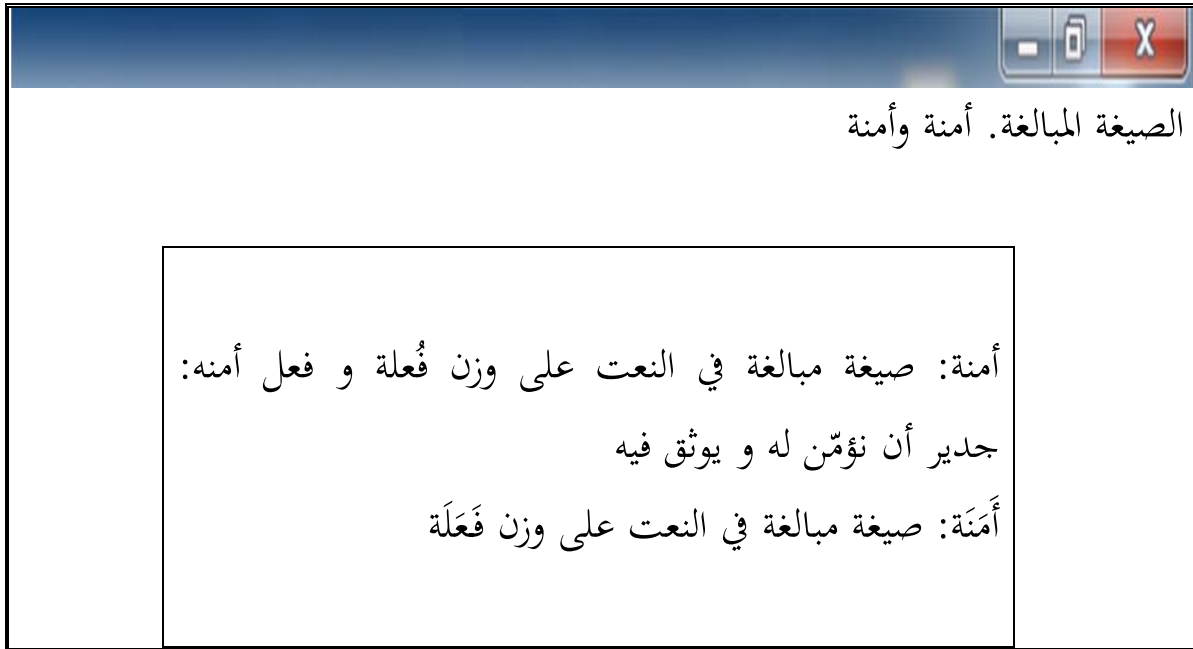 الصيغة المبالغة. أمنة وأمنة
أمنة: صيغة مبالغة في النعت على وزن فُعلة و فعل أمنه:
جدير أن نؤمّن له و يوثق فيه
أَمَنَة: صيغة مبالغة في النعت على وزن فَعَلَة